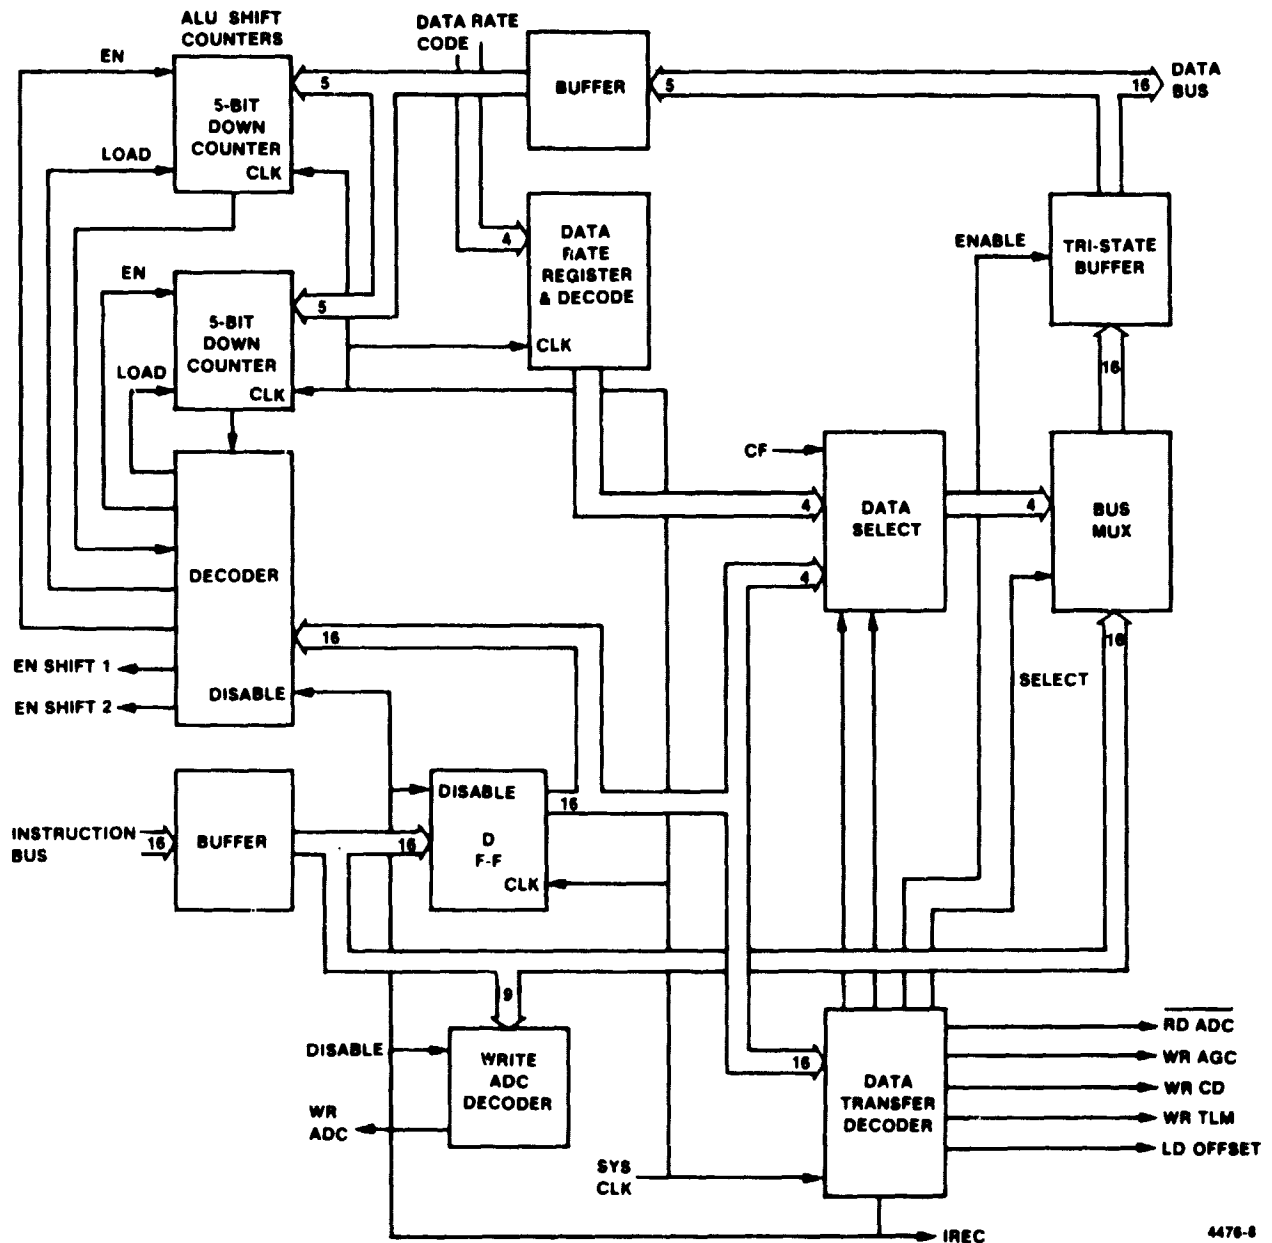 ALU SHIFT
COUNTERS
DATA RATE
CODE
EN
5-BIT
DOWN
COUNTER
CLK
LOAD
5
BUFFER
5
16
DATA
BUS
4
DATA
RATE
REGISTER
& DECODE
CLK
ENABLE
TRI-STATE
BUFFER
EN
5-BIT
DOWN
COUNTER
CLK
LOAD
5
16
CF
4
4
DATA
SELECT
4
BUS
MUX
16
SELECT
DECODER
16
DISABLE
EN SHIFT 1
EN SHIFT 2
INSTRUCTION
BUS
16
BUFFER
16
DISABLE
D
F-F
CLK
16
9
DISABLE
WRITE
ADC
DECODER
WR
ADC
16
DATA
TRANSFER
DECODER
RD ADC
WR AGC
WR CD
WR TLM
LD OFFSET
SYS
CLK
IREC
4476-6